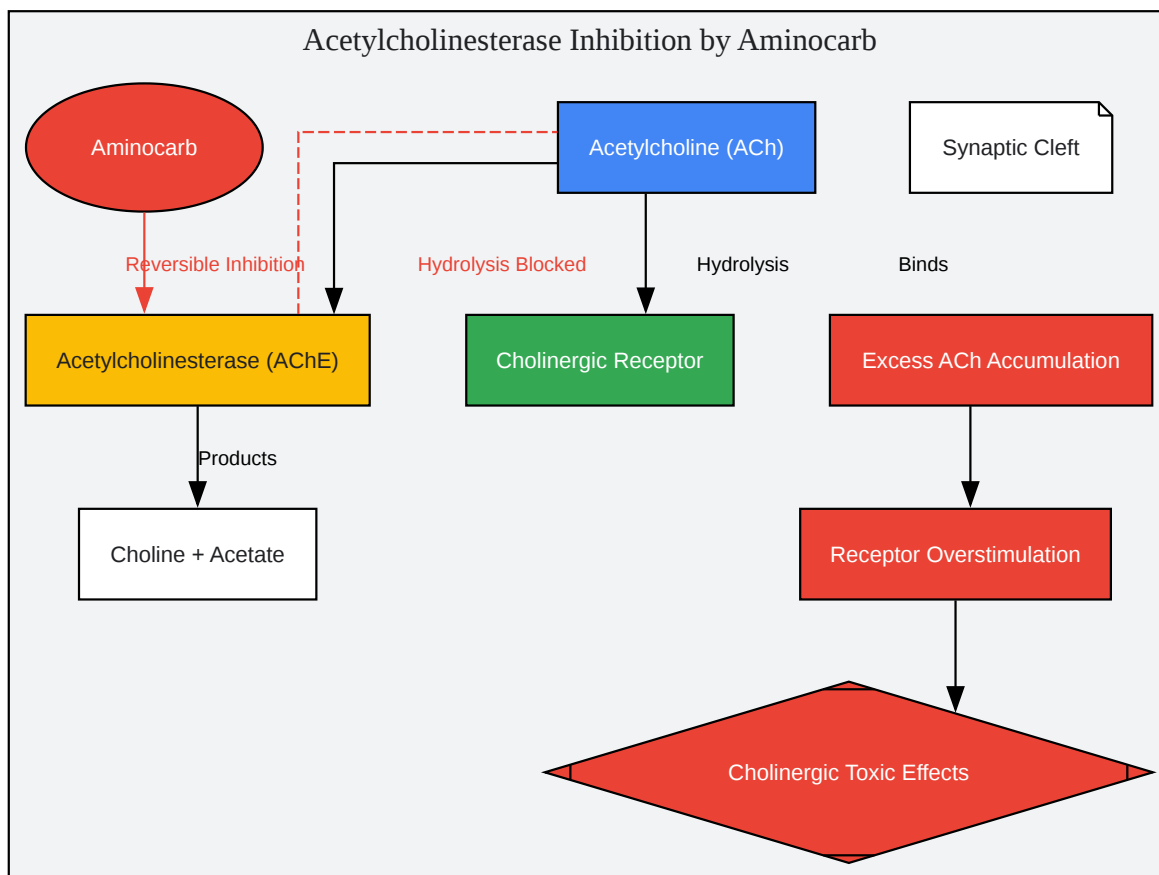 Acetylcholinesterase Inhibition by Aminocarb
Aminocarb
Acetylcholine (ACh)
Synaptic Cleft
Reversible Inhibition
Hydrolysis Blocked
Hydrolysis
Binds
Acetylcholinesterase (AChE)
Cholinergic Receptor
Excess ACh Accumulation
Products
Choline + Acetate
Receptor Overstimulation
Cholinergic Toxic Effects